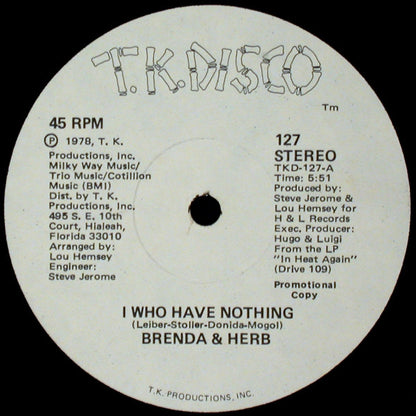 T.K. DISCO
Tm
45 RPM
Ⓟ 1978, T. K.
Productions, Inc.
Milky Way Music/
Trio Music/Cotillion
Music (BMI)
Dist. by T. K.
Productions, Inc.
495 S. E. 10th
Court, Hialeah,
Florida 33010
Arranged by:
Lou Hemsey
Engineer:
Steve Jerome
127
STEREO
TKD-127-A
Time: 5:51
Produced by:
Steve Jerome &
Lou Hemsey for
H & L Records
Exec. Producer:
Hugo & Luigi
From the LP
"In Heat Again"
(Drive 109)
Promotional
Copy
I WHO HAVE NOTHING
(Leiber-Stoller-Donida-Mogol)
BRENDA & HERB
T.K. PRODUCTIONS, INC.